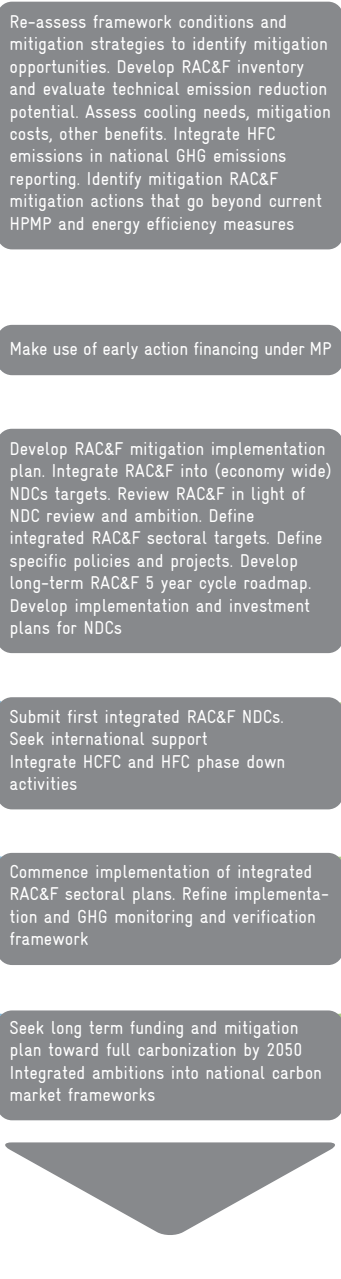 Re-assess framework conditions and
mitigation strategies to identify mitigation
opportunities. Develop RAC&F inventory
and evaluate technical emission reduction
potential. Assess cooling needs, mitigation
costs, other benefits. Integrate HFC
emissions in national GHG emissions
reporting. Identify mitigation RAC&F
mitigation actions that go beyond current
HPMP and energy efficiency measures
Make use of early action financing under MP
Develop RAC&F mitigation implementation
plan. Integrate RAC&F into (economy wide)
NDCs targets. Review RAC&F in light of
NDC review and ambition. Define
integrated RAC&F sectoral targets. Define
specific policies and projects. Develop
long-term RAC&F 5 year cycle roadmap.
Develop implementation and investment
plans for NDCs
Submit first integrated RAC&F NDCs.
Seek international support
Integrate HCFC and HFC phase down
activities
Commence implementation of integrated
RAC&F sectoral plans. Refine implementa-
tion and GHG monitoring and verification
framework
Seek long term funding and mitigation
plan toward full carbonization by 2050
Integrated ambitions into national carbon
market frameworks